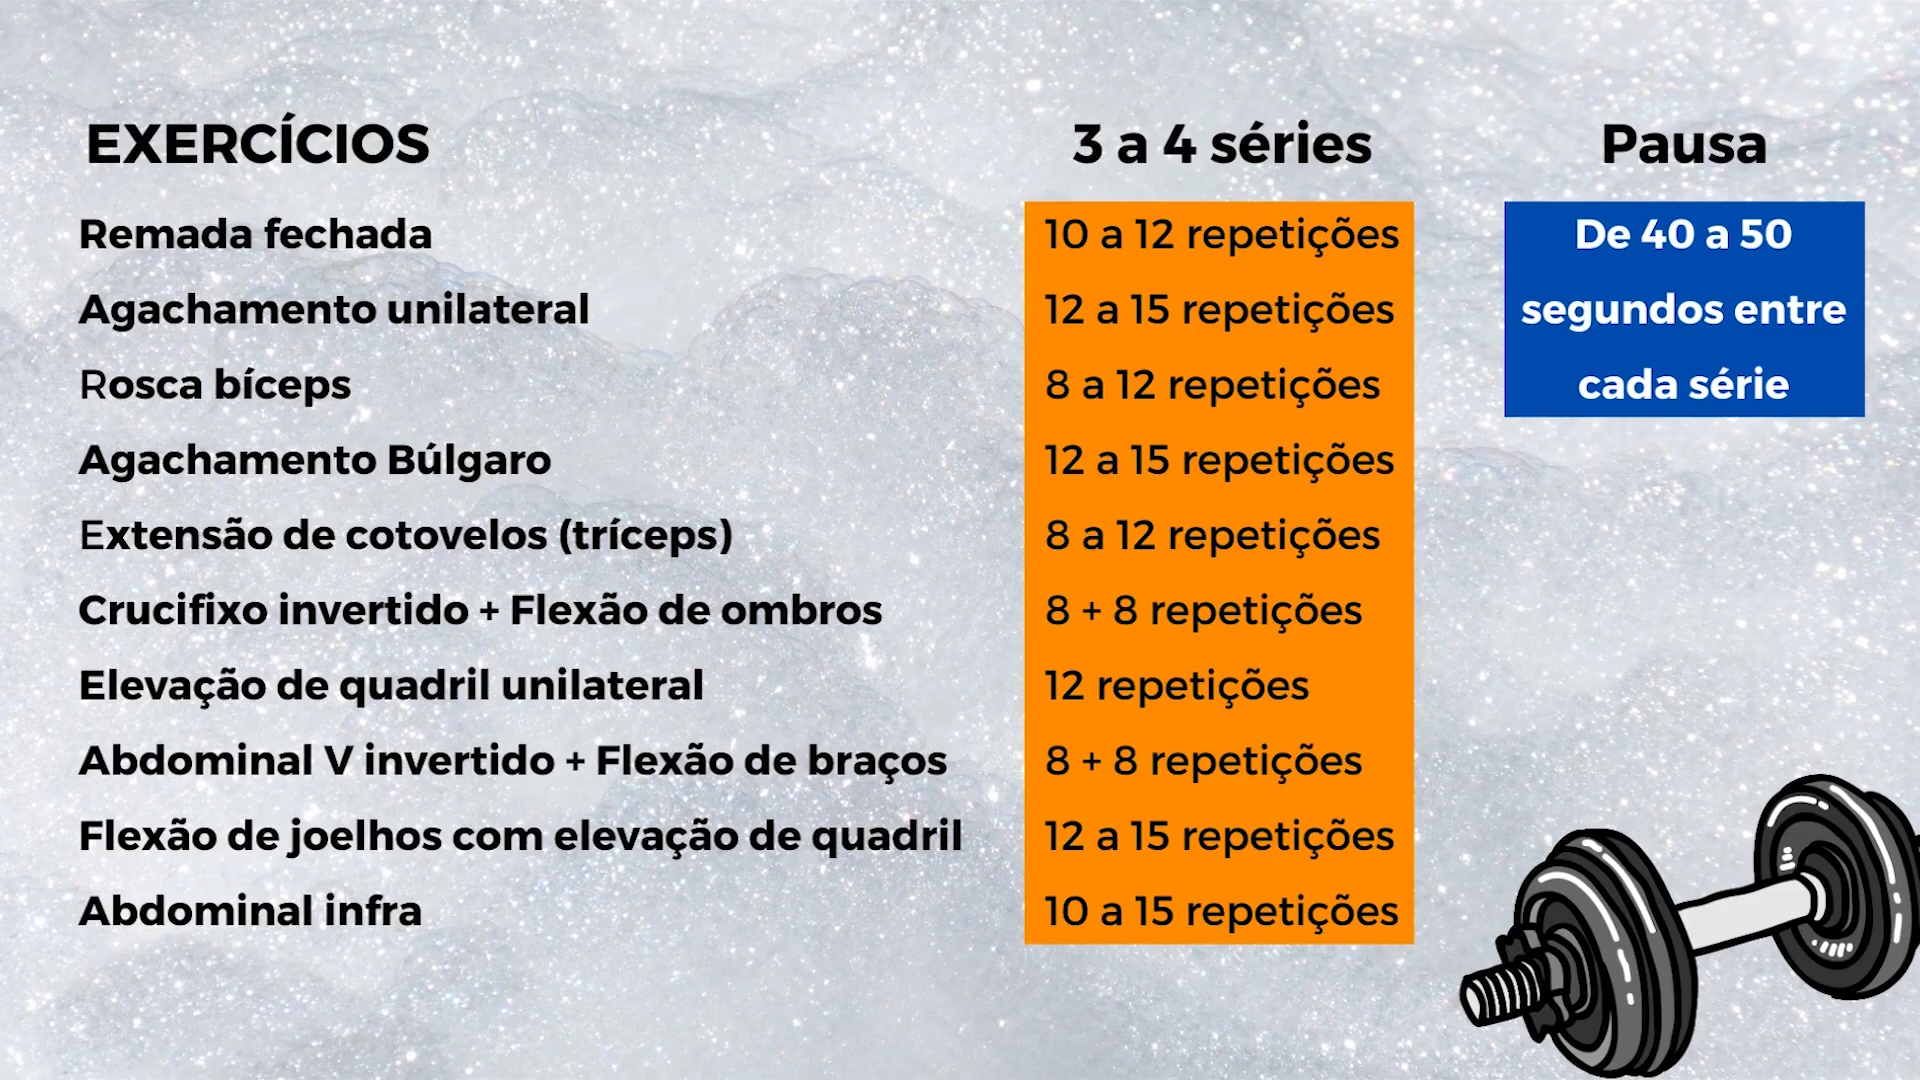 EXERCÍCIOS 3 a 4 séries Pausa
Remada fechada 10 a 12 repetições De 40 a 50
Agachamento unilateral 12 a 15 repetições segundos entre
Rosca bíceps 8 a 12 repetições cada série
Agachamento Búlgaro 12 a 15 repetições
Extensão de cotovelos (tríceps) 8 a 12 repetições
Crucifixo invertido + Flexão de ombros 8 + 8 repetições
Elevação de quadril unilateral 12 repetições
Abdominal V invertido + Flexão de braços 8 + 8 repetições
Flexão de joelhos com elevação de quadril 12 a 15 repetições
Abdominal infra 10 a 15 repetições